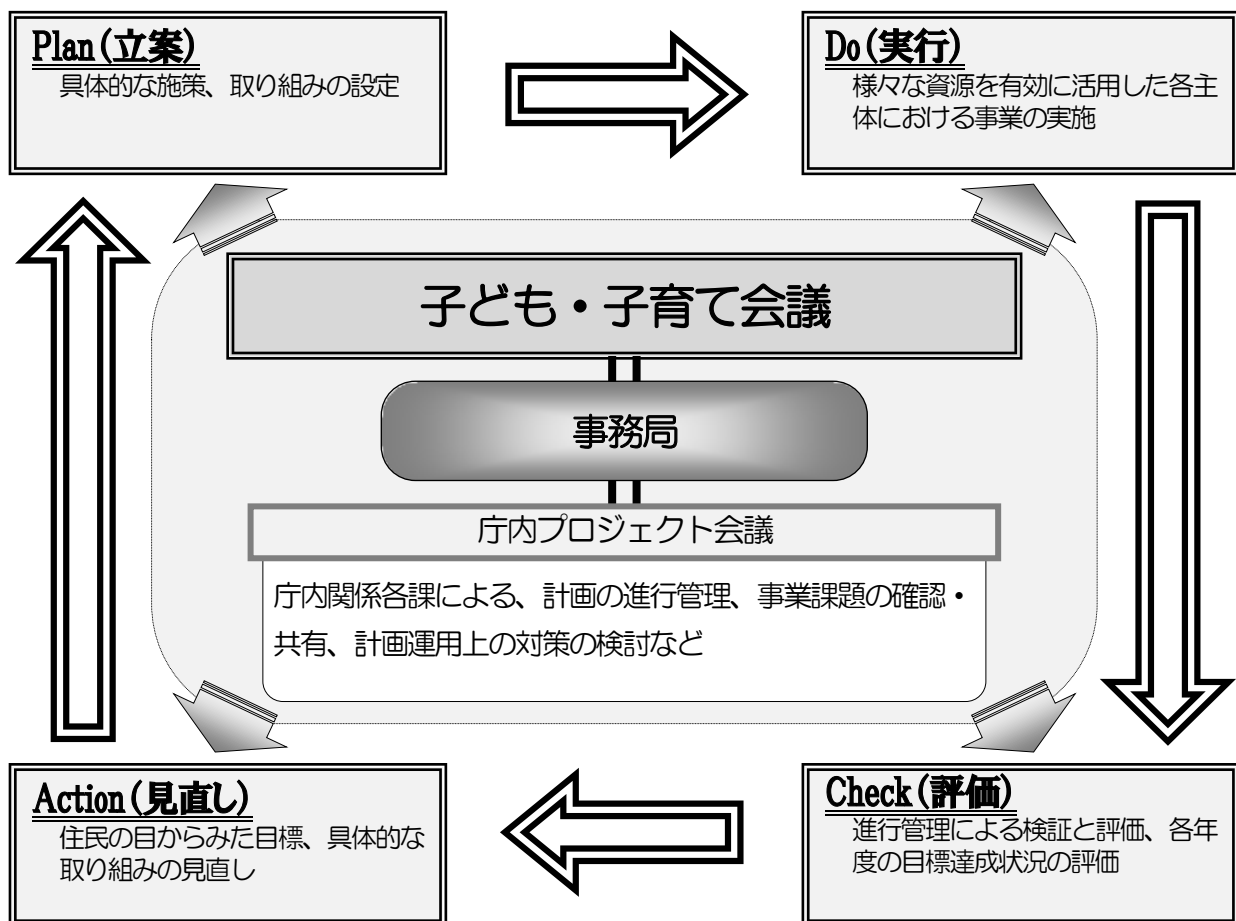 Plan(立案)
具体的な施策、取り組みの設定
Do(実行)
様々な資源を有効に活用した各主
体における事業の実施
子ども・子育て会議
事務局
庁内プロジェクト会議
庁内関係各課による、計画の進行管理、事業課題の確認・
共有、計画運用上の対策の検討など
Action(見直し)
住民の目からみた目標、具体的な
取り組みの見直し
Check(評価)
進行管理による検証と評価、各年
度の目標達成状況の評価